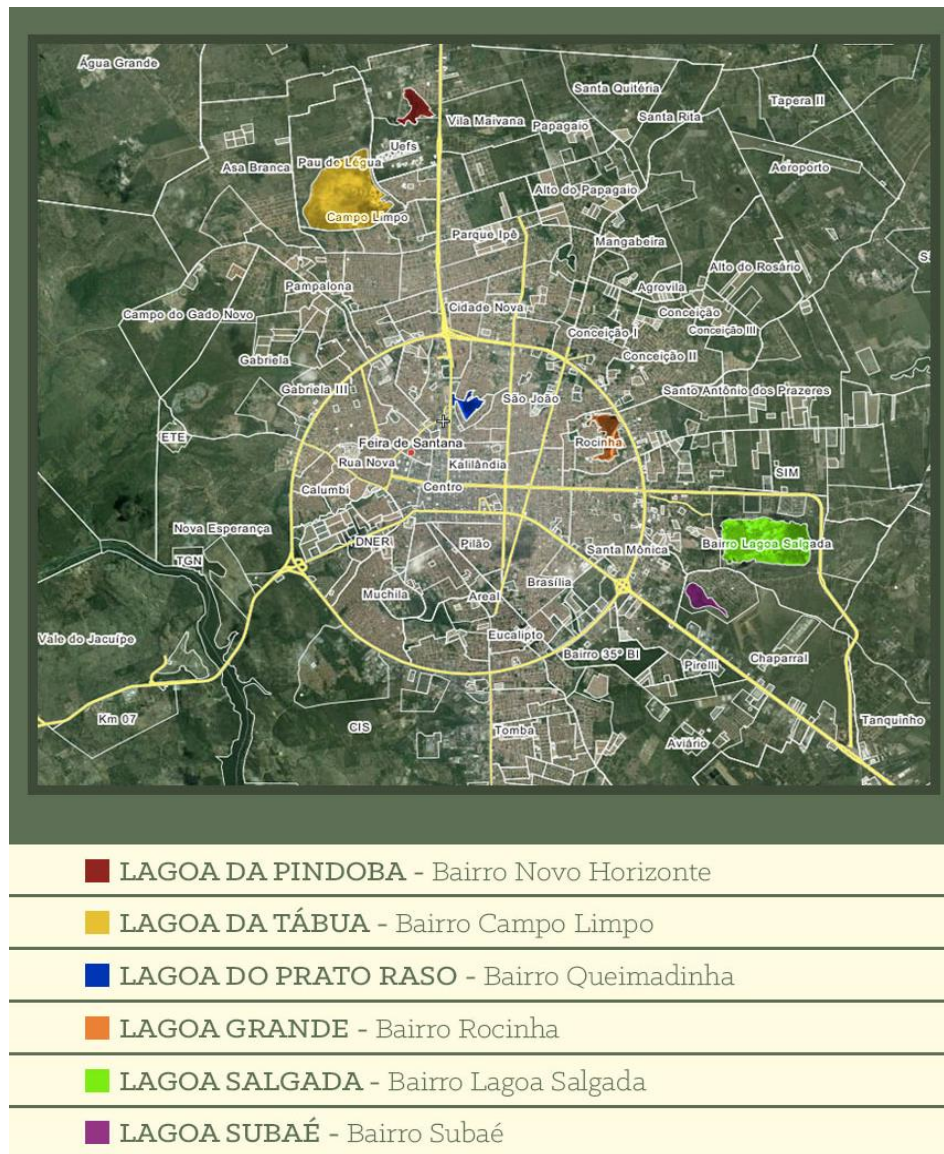 Água Grande
Santa Quitéria
Tapera II
Vila Maivana
Papagaio
Santa Rita
Uefs
Asa Branca
Pau de Légua
Aeroporto
Alto do Papagaio
Campo Limpo
Parque Ipê
Mangabeira
Alto do Rosário
Pampalona
Agrovila
Campo do Gado Novo
Cidade Nova
Conceição
Conceição I
Conceição III
Gabriela
Conceição II
Gabriela III
São João
Santo Antônio dos Prazeres
ETE
Feira de Santana
Rocinha
Rua Nova
Kalilândia
SIM
Calumbi
Centro
Nova Esperança
DNER
Pilão
Santa Mônica
Bairro Lagoa Salgada
TGN
Muchila
Areal
Brasília
Vale do Jacuípe
Eucalipto
Bairro 35º BI
Pirelli
Chaparral
Km 07
CIS
Tomba
Aviário
Tanquinho
LAGOA DA PINDOBA - Bairro Novo Horizonte
LAGOA DA TÁBUA - Bairro Campo Limpo
LAGOA DO PRATO RASO - Bairro Queimadinha
LAGOA GRANDE - Bairro Rocinha
LAGOA SALGADA - Bairro Lagoa Salgada
LAGOA SUBAÉ - Bairro Subaé